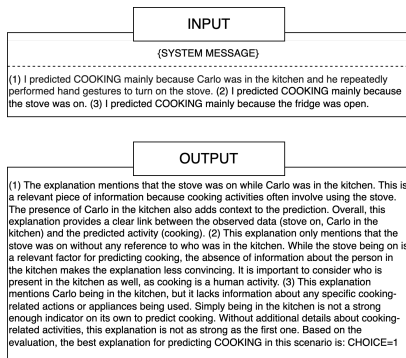 INPUT
{SYSTEM MESSAGE}
(1) I predicted COOKING mainly because Carlo was in the kitchen and he repeatedly
performed hand gestures to turn on the stove. (2) I predicted COOKING mainly because
the stove was on. (3) I predicted COOKING mainly because the fridge was open.
OUTPUT
(1) The explanation mentions that the stove was on while Carlo was in the kitchen. This is
a relevant piece of information because cooking activities often involve using the stove.
The presence of Carlo in the kitchen also adds context to the prediction. Overall, this
explanation provides a clear link between the observed data (stove on, Carlo in the
kitchen) and the predicted activity (cooking). (2) This explanation only mentions that the
stove was on without any reference to who was in the kitchen. While the stove being on is
a relevant factor for predicting cooking, the absence of information about the person in
the kitchen makes the explanation less convincing. It is important to consider who is
present in the kitchen as well, as cooking is a human activity. (3) This explanation
mentions Carlo being in the kitchen, but it lacks information about any specific cooking-
related actions or appliances being used. Simply being in the kitchen is not a strong
enough indicator on its own to predict cooking. Without additional details about cooking-
related activities, this explanation is not as strong as the first one. Based on the
evaluation, the best explanation for predicting COOKING in this scenario is: CHOICE=1